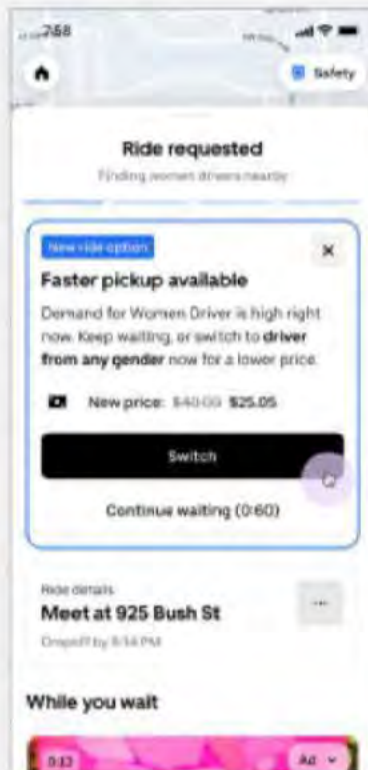 7:58
Safety
Ride requested
Finding women drivers nearby
New ride option
Faster pickup available
Demand for Women Driver is high right
now. Keep waiting, or switch to driver
from any gender now for a lower price.
New price: $40.00 $25.05
Switch
Continue waiting (0:60)
Ride details
Meet at 925 Bush St
Dropoff by 8:14 PM
While you wait
0:13
Ad